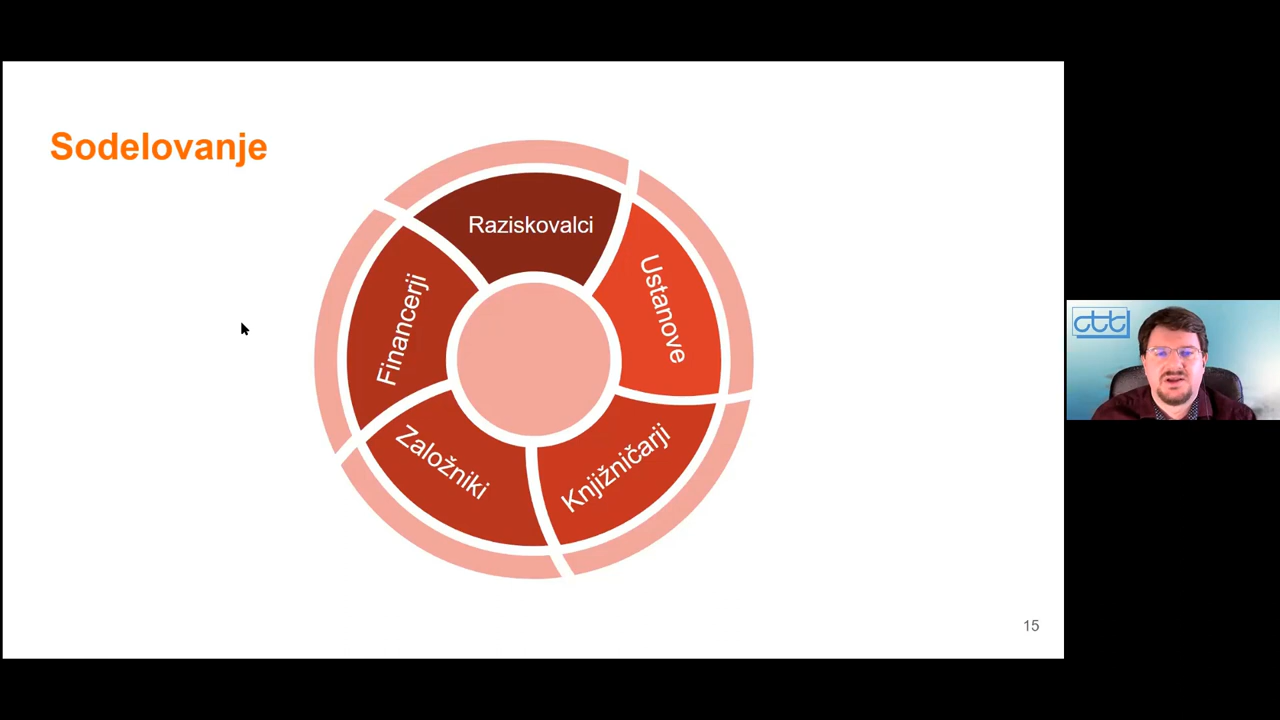 Sodelovanje
Raziskovalci
Ustanove
Knjižničarji
Založniki
Financerji
15
ctt